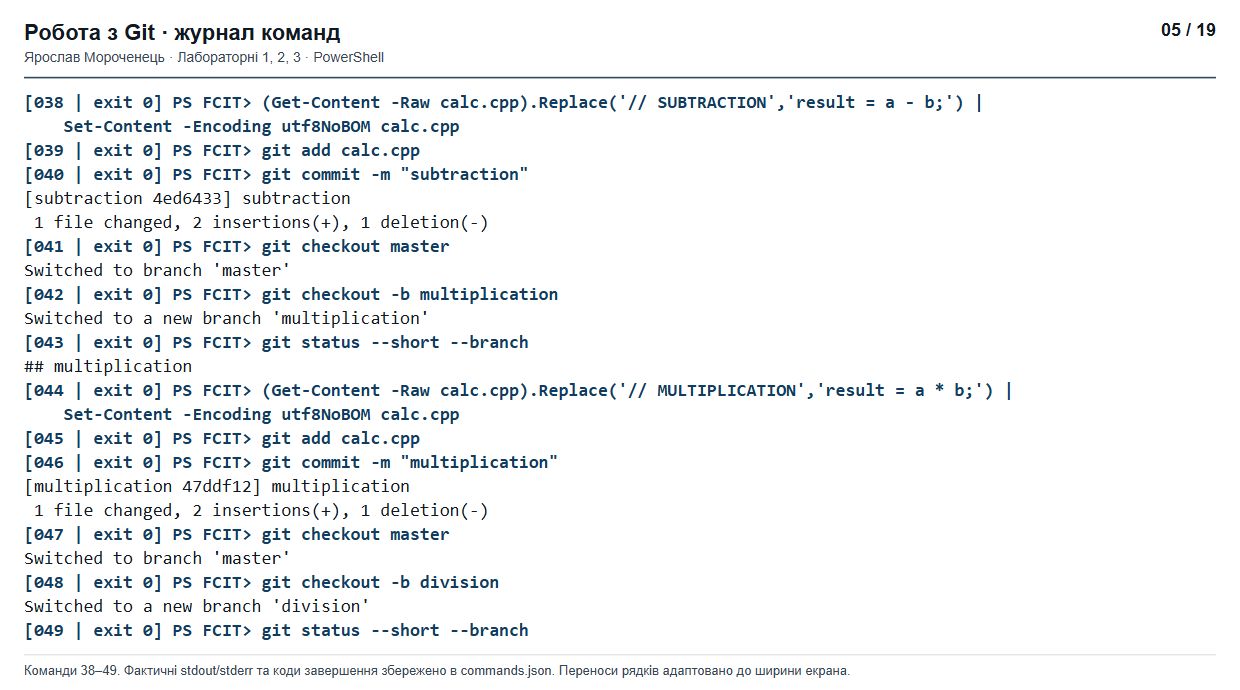 Робота з Git · журнал команд
05 / 19
Ярослав Мороченець · Лабораторні 1, 2, 3 · PowerShell
[038 | exit 0] PS FCIT> (Get-Content -Raw calc.cpp).Replace('// SUBTRACTION','result = a - b;') |
    Set-Content -Encoding utf8NoBOM calc.cpp
[039 | exit 0] PS FCIT> git add calc.cpp
[040 | exit 0] PS FCIT> git commit -m "subtraction"
[subtraction 4ed6433] subtraction
 1 file changed, 2 insertions(+), 1 deletion(-)
[041 | exit 0] PS FCIT> git checkout master
Switched to branch 'master'
[042 | exit 0] PS FCIT> git checkout -b multiplication
Switched to a new branch 'multiplication'
[043 | exit 0] PS FCIT> git status --short --branch
## multiplication
[044 | exit 0] PS FCIT> (Get-Content -Raw calc.cpp).Replace('// MULTIPLICATION','result = a * b;') |
    Set-Content -Encoding utf8NoBOM calc.cpp
[045 | exit 0] PS FCIT> git add calc.cpp
[046 | exit 0] PS FCIT> git commit -m "multiplication"
[multiplication 47ddf12] multiplication
 1 file changed, 2 insertions(+), 1 deletion(-)
[047 | exit 0] PS FCIT> git checkout master
Switched to branch 'master'
[048 | exit 0] PS FCIT> git checkout -b division
Switched to a new branch 'division'
[049 | exit 0] PS FCIT> git status --short --branch
Команди 38–49. Фактичні stdout/stderr та коди завершення збережено в commands.json. Переноси рядків адаптовано до ширини екрана.